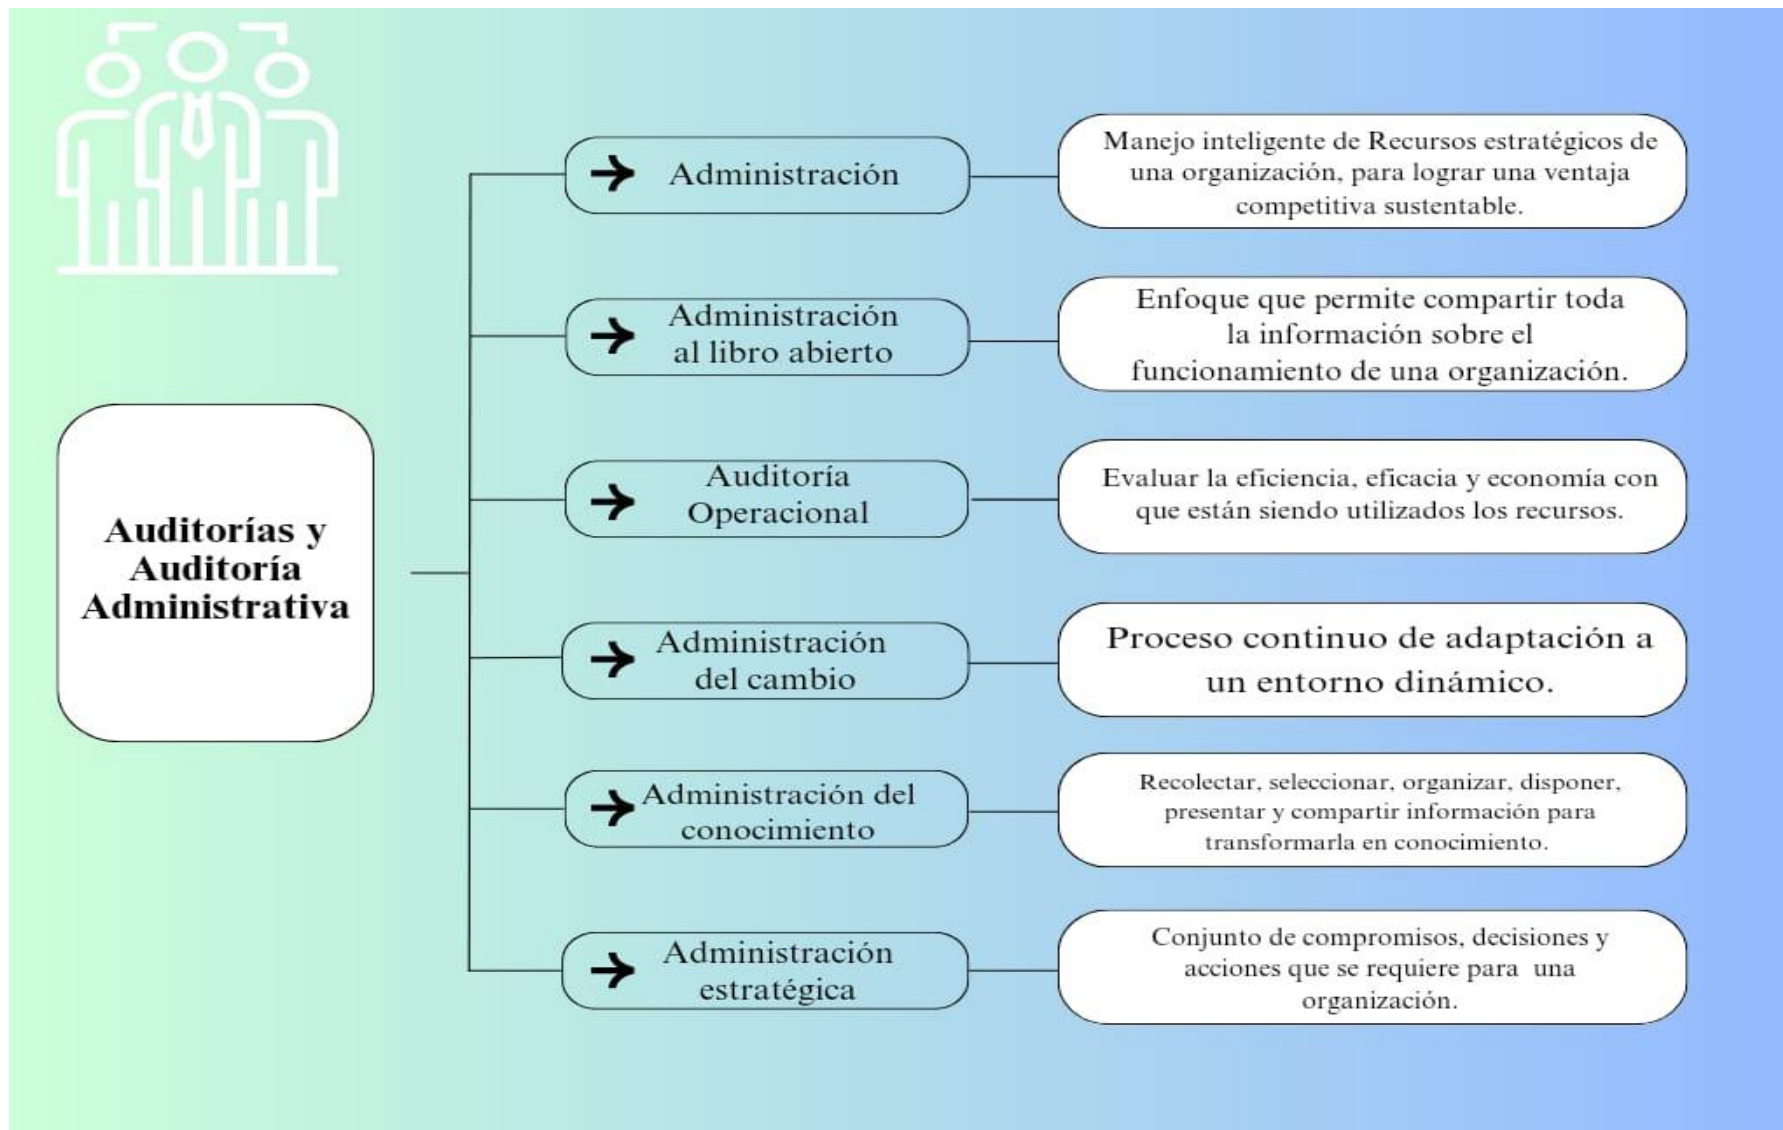 Auditorías y
Auditoría
Administrativa
Administración
Manejo inteligente de Recursos estratégicos de
una organización, para lograr una ventaja
competitiva sustentable.
Administración
al libro abierto
Enfoque que permite compartir toda
la información sobre el
funcionamiento de una organización.
Auditoría
Operacional
Evaluar la eficiencia, eficacia y economía con
que están siendo utilizados los recursos.
Administración
del cambio
Proceso continuo de adaptación a
un entorno dinámico.
Administración del
conocimiento
Recolectar, seleccionar, organizar, disponer,
presentar y compartir información para
transformarla en conocimiento.
Administración
estratégica
Conjunto de compromisos, decisiones y
acciones que se requiere para una
organización.